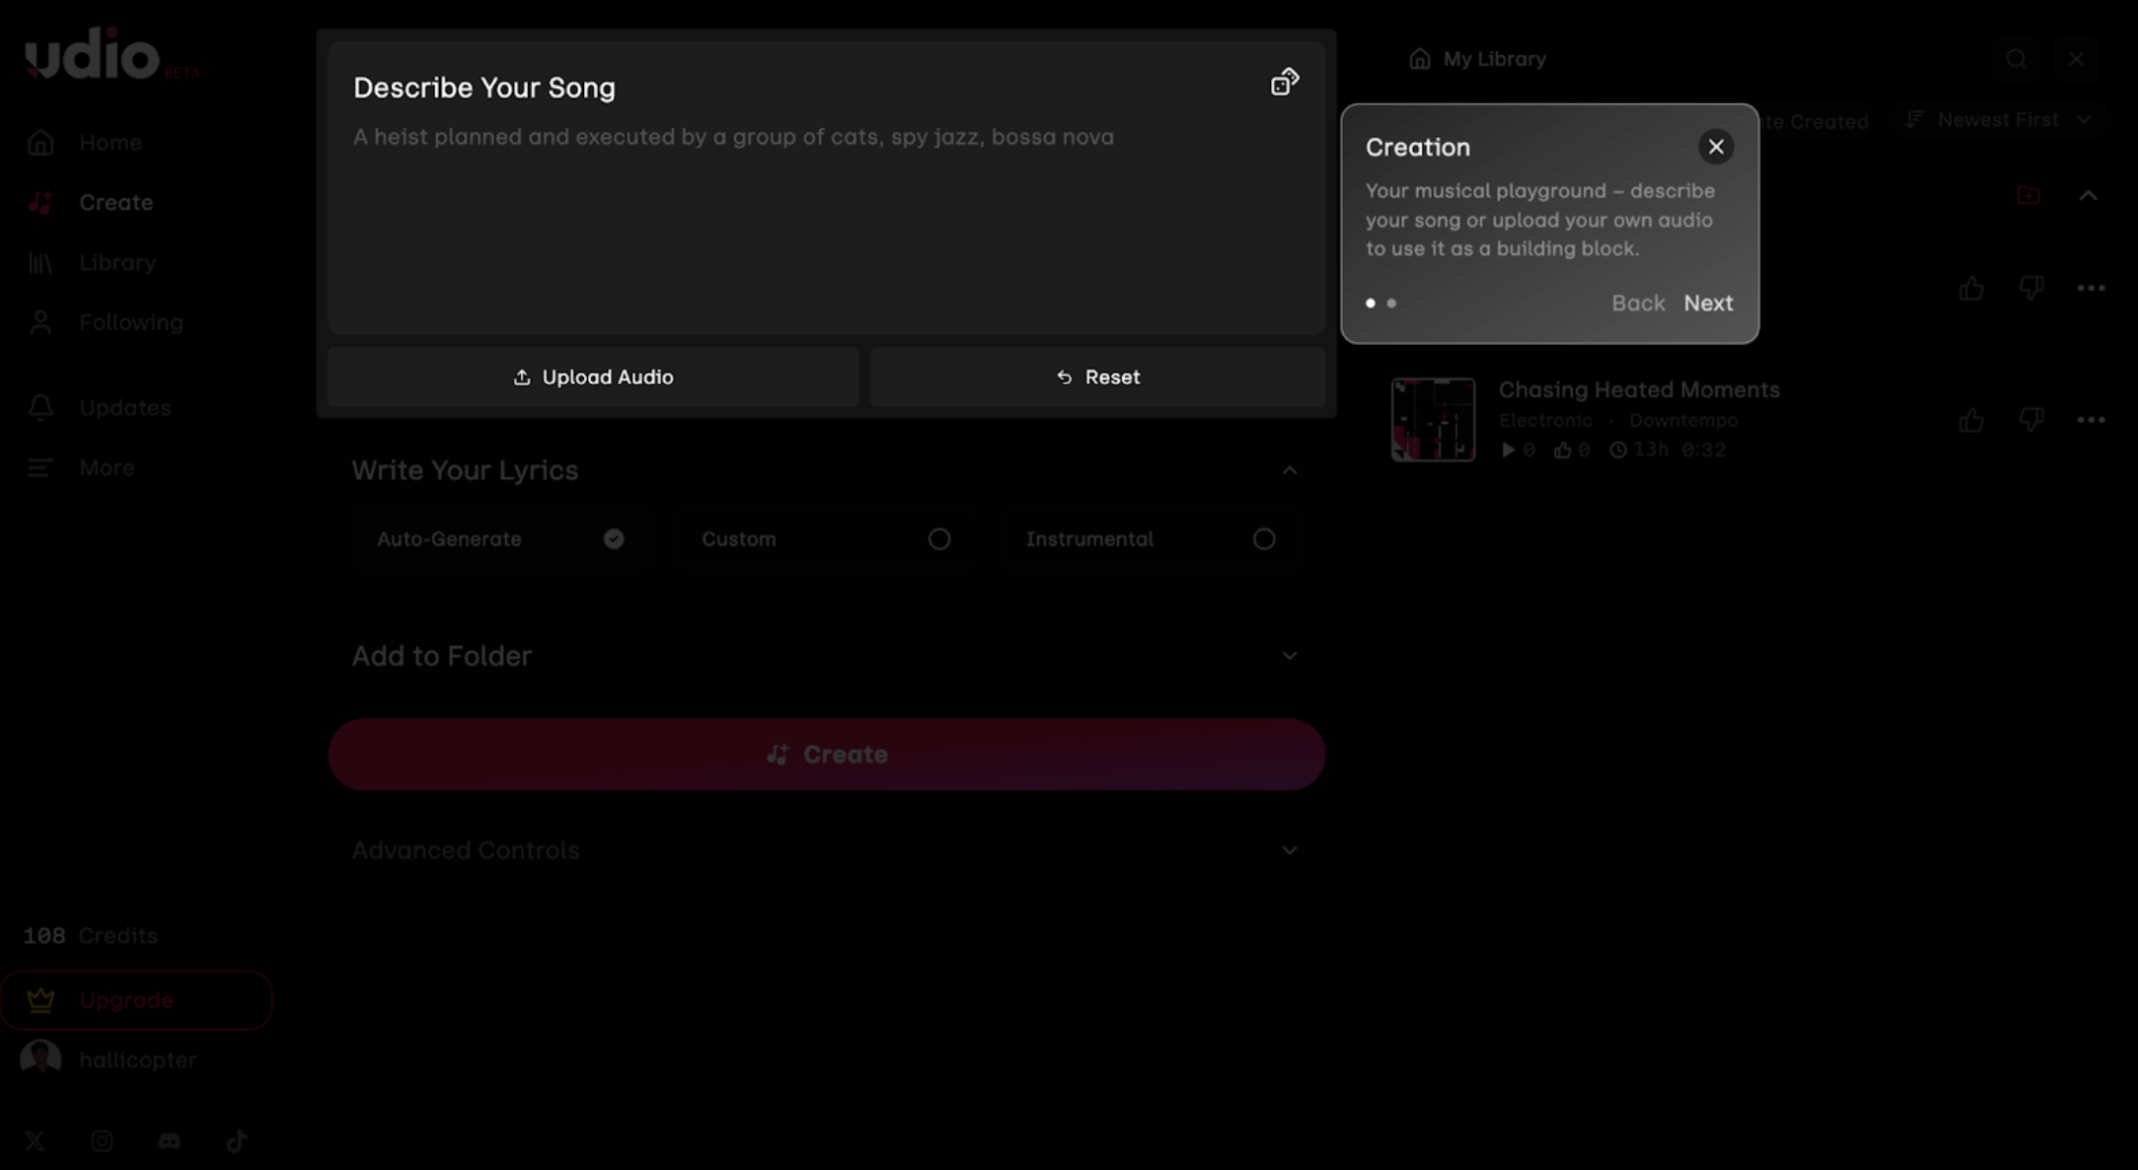 udio BETA
Home
Create
Library
Following
Updates
More
108 Credits
Upgrade
hallicopter
Describe Your Song
A heist planned and executed by a group of cats, spy jazz, bossa nova
Upload Audio
Reset
Write Your Lyrics
Auto-Generate
Custom
Instrumental
Add to Folder
Create
Advanced Controls
My Library
Created
Newest First
Creation
Your musical playground – describe
your song or upload your own audio
to use it as a building block.
Back
Next
Chasing Heated Moments
Electronic · Downtempo
0 0 13h 0:32